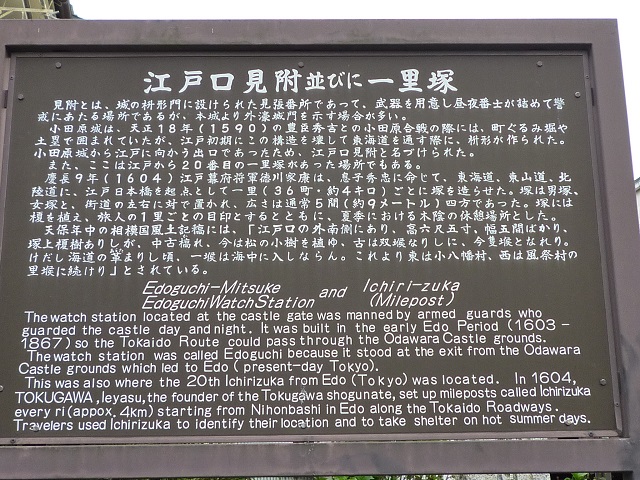 江戸口見附並びに一里塚
見附とは、城の枡形門に設けられた見張番所であって、武器を用意し昼夜番士が詰めて警
戒にあたる場所であるが、本城より外濠城門を示す場合が多い。
小田原城は、天正18年(1590)の豊臣秀吉との小田原合戦の際には、町ぐるみ堀や
土塁で囲まれていたが、江戸初期にこの構造を壊して東海道を通す際に、枡形が作られた。
小田原城から江戸に向かう出口であったため、江戸口見附と名づけられた。
また、ここは江戸から20番目の一里塚があった場所でもある。
慶長9年(1604)江戸幕府将軍徳川家康は、息子秀忠に命じて、東海道、東山道、北
陸道に、江戸日本橋を起点として一里(36町・約4キロ)ごとに塚を造らせた。塚は男塚、
女塚と、街道の左右に対で置かれ、広さは通常5間(約9メートル)四方であった。塚には
榎を植え、旅人の1里ごとの目印とするとともに、夏季における木陰の休憩場所とした。
天保年中の相模国風土記稿には、「江戸口の外南側にあり、高六尺五寸、幅五間ばかり、
塚上榎樹ありしが、中古槁れ、今は松の小樹を植ゆ、古は双堠なりしに、今隻堠となれり。
けだし海道の革まりし頃、一堠は海中に入しならん。これより東は小八幡村、西は風祭村の
里堠に続けり」とされている。
Edoguchi-Mitsuke and Ichiri-zuka
EdoguchiWatchStation (Milepost)
The watch station located at the castle gate was manned by armed guards who
guarded the castle day and night. It was built in the early Edo Period (1603-
1867) so the Tokaido Route could pass through the Odawara Castle grounds.
The watch station was called Edoguchi because it stood at the exit from the Odawara
Castle grounds which led to Edo (present-day Tokyo).
This was also where the 20th Ichirizuka from Edo (Tokyo) was located. In 1604,
TOKUGAWA, Ieyasu, the founder of the Tokugawa shogunate, set up mileposts called Ichirizuka
every ri (appox. 4km) starting from Nihonbashi in Edo along the Tokaido Roadways.
Travelers used Ichirizuka to identify their location and to take shelter on hot summer days.